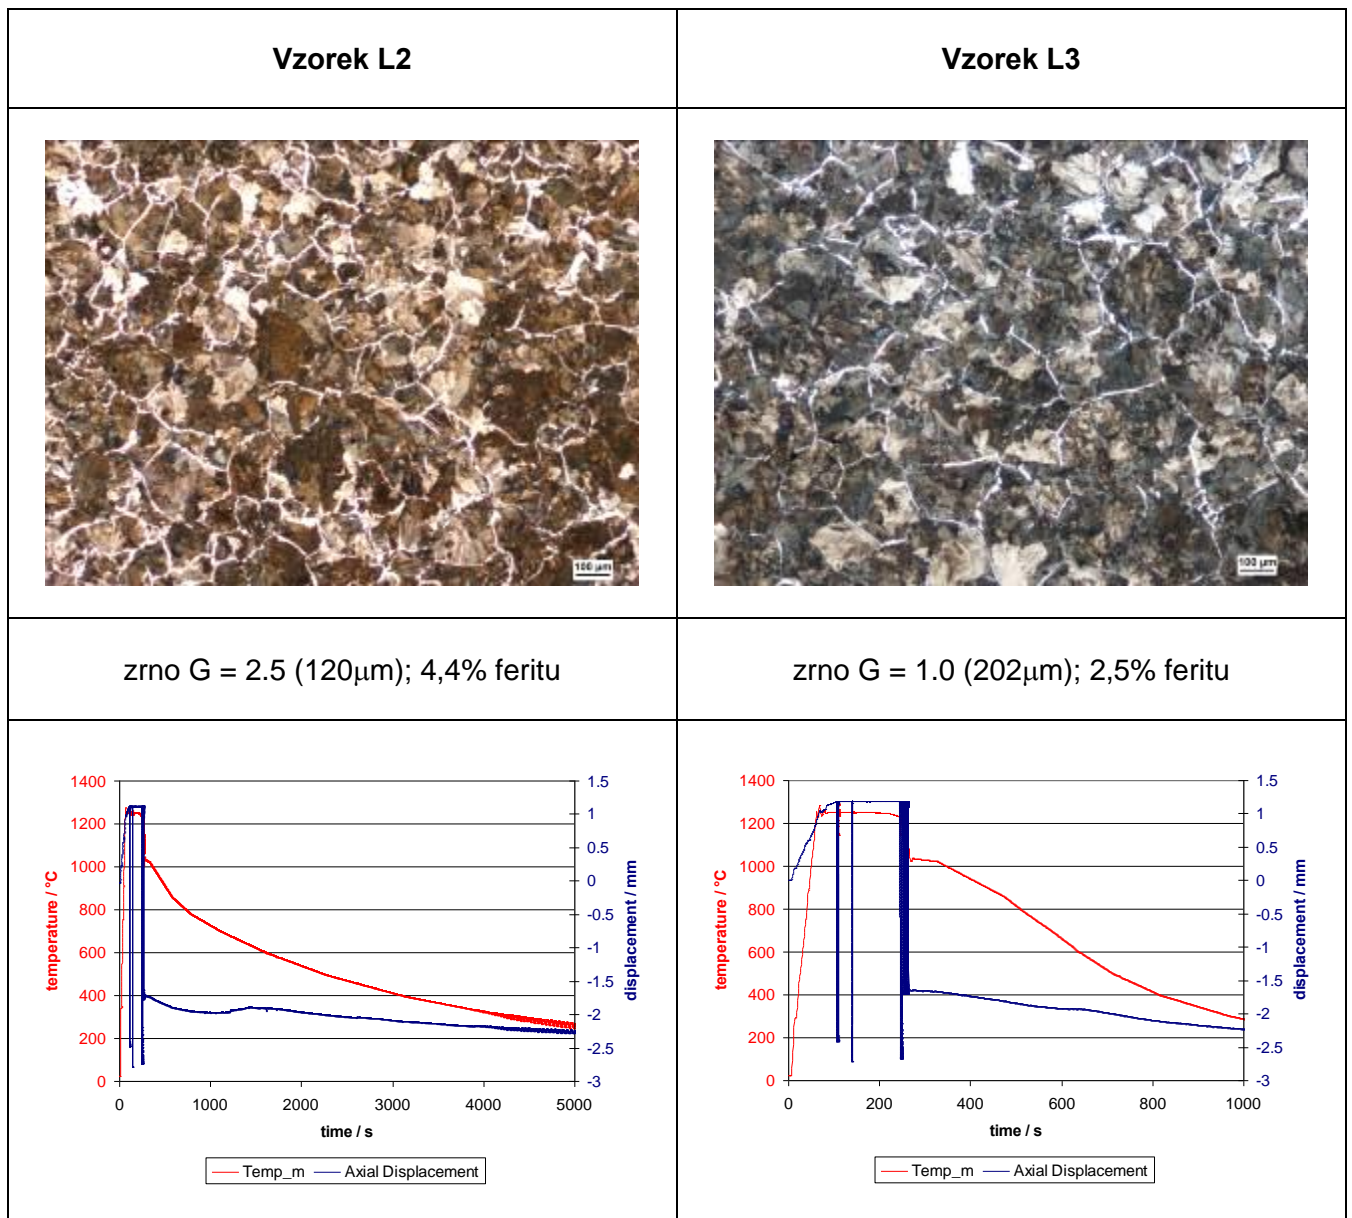 Vzorek L2
Vzorek L3
100 µm
100 µm
zrno G = 2.5 (120µm); 4,4% feritu
zrno G = 1.0 (202µm); 2,5% feritu
1400
1200
1000
800
600
400
200
0
temperature / °C
1.5
1
0.5
0
-0.5
-1
-1.5
-2
-2.5
-3
displacement / mm
0 1000 2000 3000 4000 5000
time / s
Temp_m Axial Displacement
1400
1200
1000
800
600
400
200
0
temperature / °C
1.5
1
0.5
0
-0.5
-1
-1.5
-2
-2.5
-3
displacement / mm
0 200 400 600 800 1000
time / s
Temp_m Axial Displacement